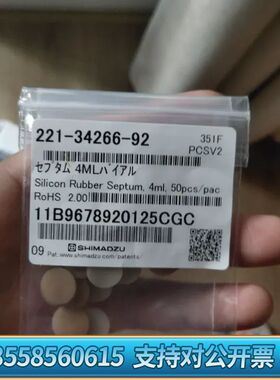 221-34266-92
351F
PCSV2
セプタム 4MLバイアル
Silicon Rubber Septum, 4ml, 50pcs/pac
RoHS 2.00
11B9678920125CGC
09
SHIMADZU
www.shimadzu.com/patents/
3558560615 支持对公开票